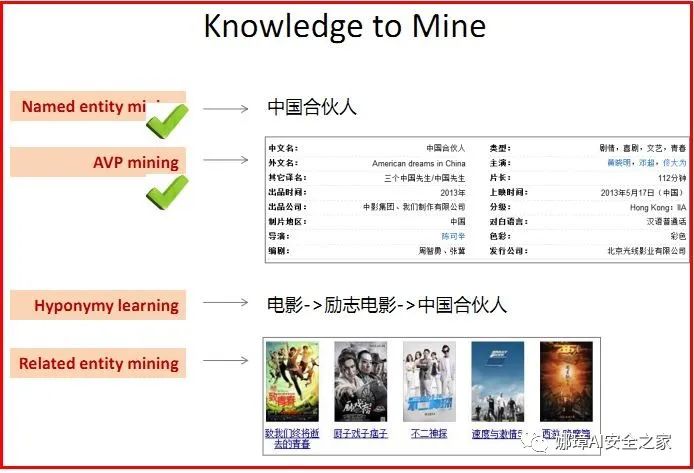 Knowledge to Mine
Named entity
中国合伙人
AVP mining
中文名: 中国合伙人 类型: 剧情,喜剧,文艺,青春
外文名: American dreams in China 主演: 黄晓明,邓超,佟大为
其它译名: 三个中国先生/中国先生 片长: 112分钟
出品时间: 2013年 上映时间: 2013年5月17日(中国)
出品公司: 中影集团、我们制作有限公司 分级: Hong Kong:IIA
制片地区: 中国 对白语言: 汉语普通话
导演: 陈可辛 色彩: 彩色
编剧: 周智勇、张冀 发行公司: 北京光线影业有限公司
Hyponymy learning
电影->励志电影->中国合伙人
Related entity mining
致我们终将逝去的青春
厨子戏子痞子
不二神探
速度与激情
西游
娜璋AI安全之家